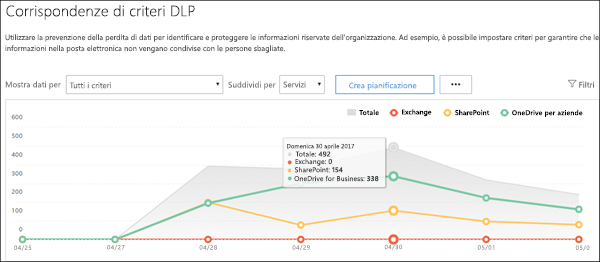 Corrispondenze di criteri DLP
Utilizzare la prevenzione della perdita di dati per identificare e proteggere le informazioni riservate dell'organizzazione. Ad esempio, è possibile impostare criteri per garantire che le
informazioni nella posta elettronica non vengano condivise con le persone sbagliate.
Mostra dati per Tutti i criteri Suddividi per Servizi Crea pianificazione ••• Filtri
Totale Exchange SharePoint OneDrive per aziende
600
500
400
300
200
100
0
Domenica 30 aprile 2017
Totale: 492
Exchange: 0
SharePoint: 154
OneDrive for Business: 338
04/25 04/27 04/28 04/29 04/30 05/01 05/0